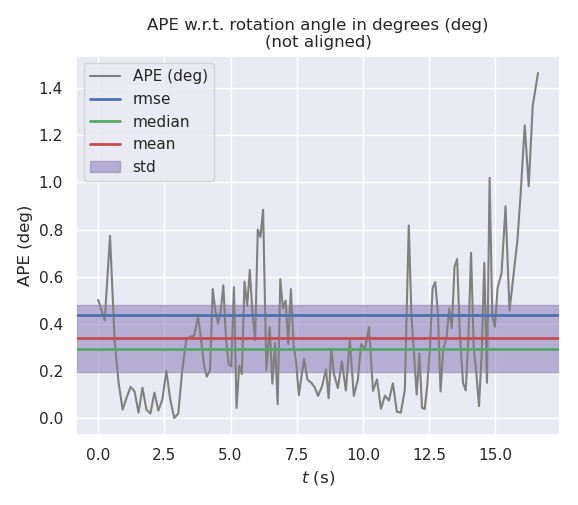 APE w.r.t. rotation angle in degrees (deg)
(not aligned)
APE (deg)
rmse
median
mean
std
APE (deg)
1.4
1.2
1.0
0.8
0.6
0.4
0.2
0.0
0.0 2.5 5.0 7.5 10.0 12.5 15.0
t (s)